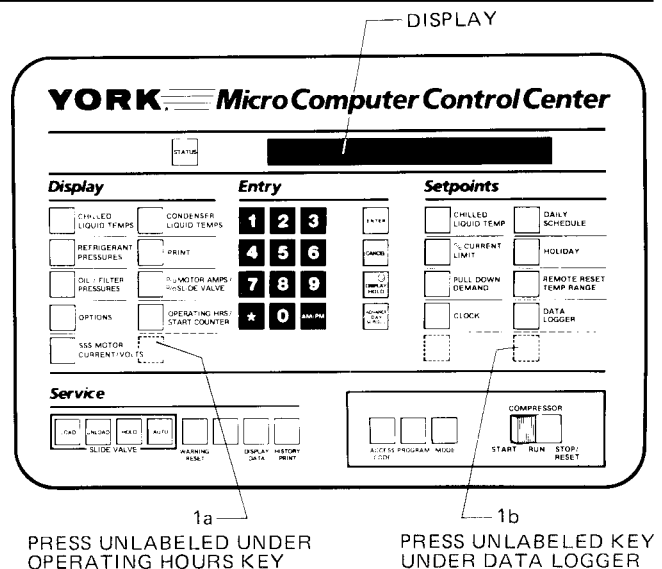 DISPLAY
YORK Micro Computer Control Center
STATUS
Display
CHILLED
LIQUID TEMPS
CONDENSER
LIQUID TEMPS
REFRIGERANT
PRESSURES
PRINT
OIL / FILTER
PRESSURES
MOTOR AMPS /
SLIDE VALVE
OPTIONS
OPERATING HRS /
START COUNTER
SSS MOTOR
CURRENT/VOLTS
Entry
1 2 3
4 5 6
7 8 9
* 0 AM/PM
ENTER
CANCEL
DISPLAY
HOLD
ADVANCE
DAY
Setpoints
CHILLED
LIQUID TEMP
DAILY
SCHEDULE
% CURRENT
LIMIT
HOLIDAY
PULL DOWN
DEMAND
REMOTE RESET
TEMP RANGE
CLOCK
DATA
LOGGER
Service
LOAD UNLOAD HOLD AUTO
SLIDE VALVE
WARNING
RESET
DISPLAY
DATA
HISTORY
PRINT
ACCESS
CODE
PROGRAM
MODE
COMPRESSOR
START RUN STOP/
RESET
1a
PRESS UNLABELED UNDER
OPERATING HOURS KEY
1b
PRESS UNLABELED KEY
UNDER DATA LOGGER